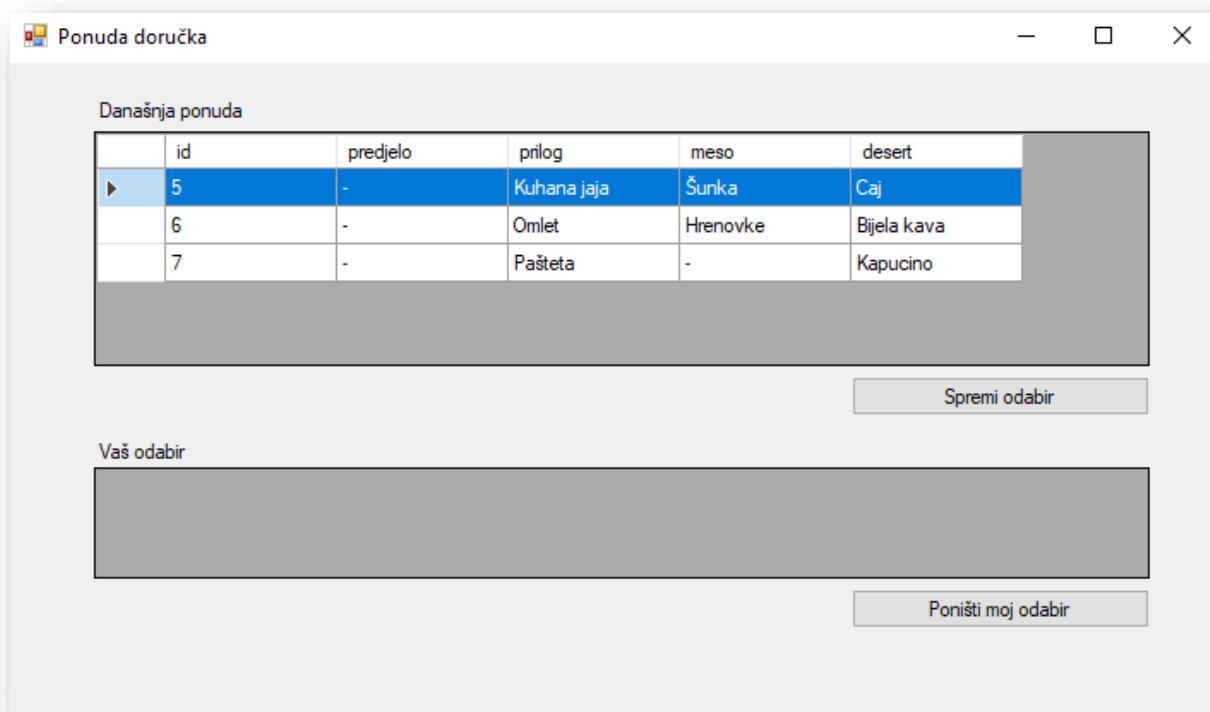 Ponuda doručka
Današnja ponuda
id predjelo prilog meso desert
5 - Kuhana jaja Šunka Caj
6 - Omlet Hrenovke Bijela kava
7 - Pašteta - Kapucino
Spremi odabir
Vaš odabir
Poništi moj odabir